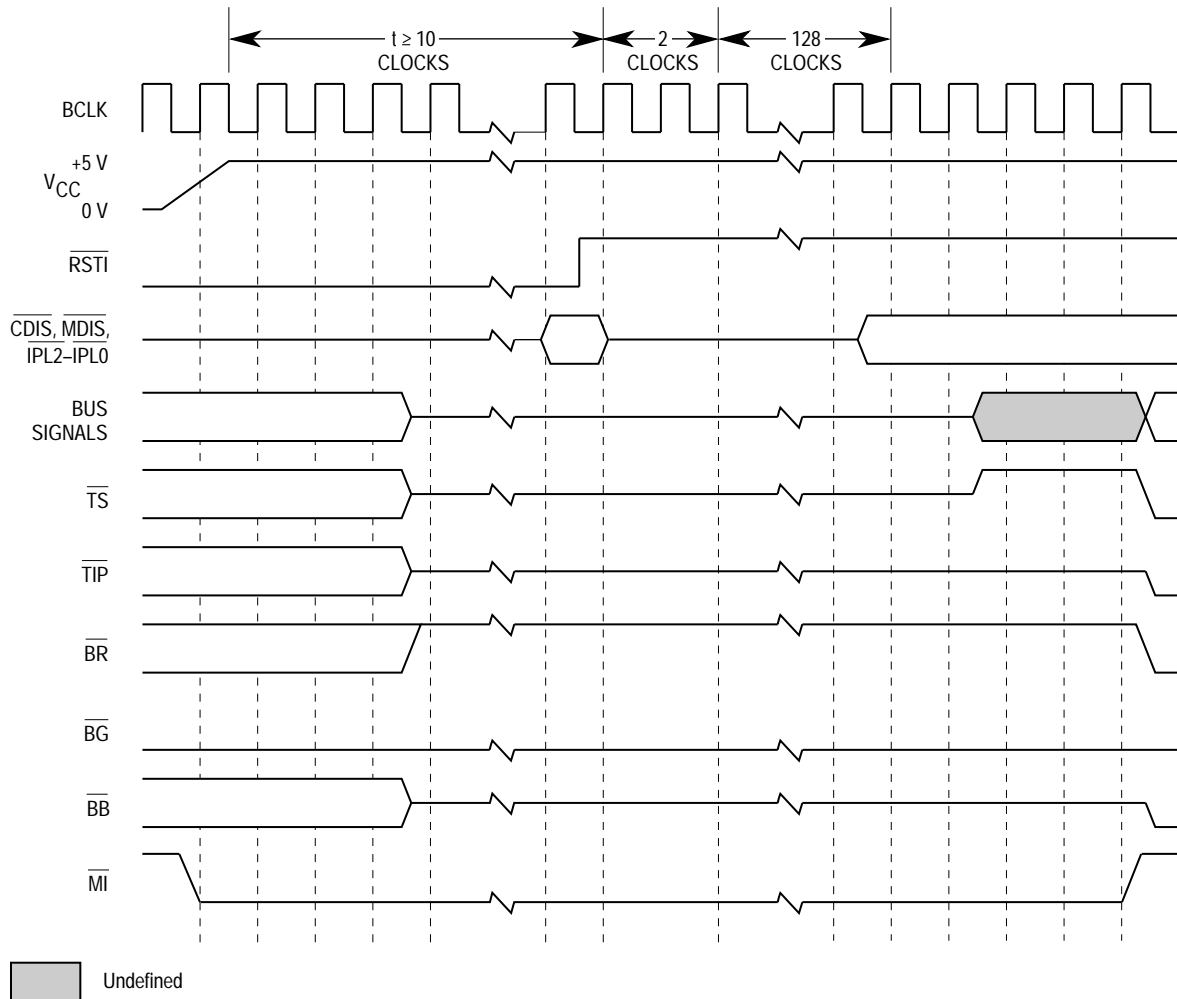 t ≥ 10
CLOCKS
2
CLOCKS
128
CLOCKS
BCLK
+5 V
VCC
0 V
RSTI
CDIS, MDIS,
IPL2–IPL0
BUS
SIGNALS
TS
TIP
BR
BG
BB
MI
Undefined